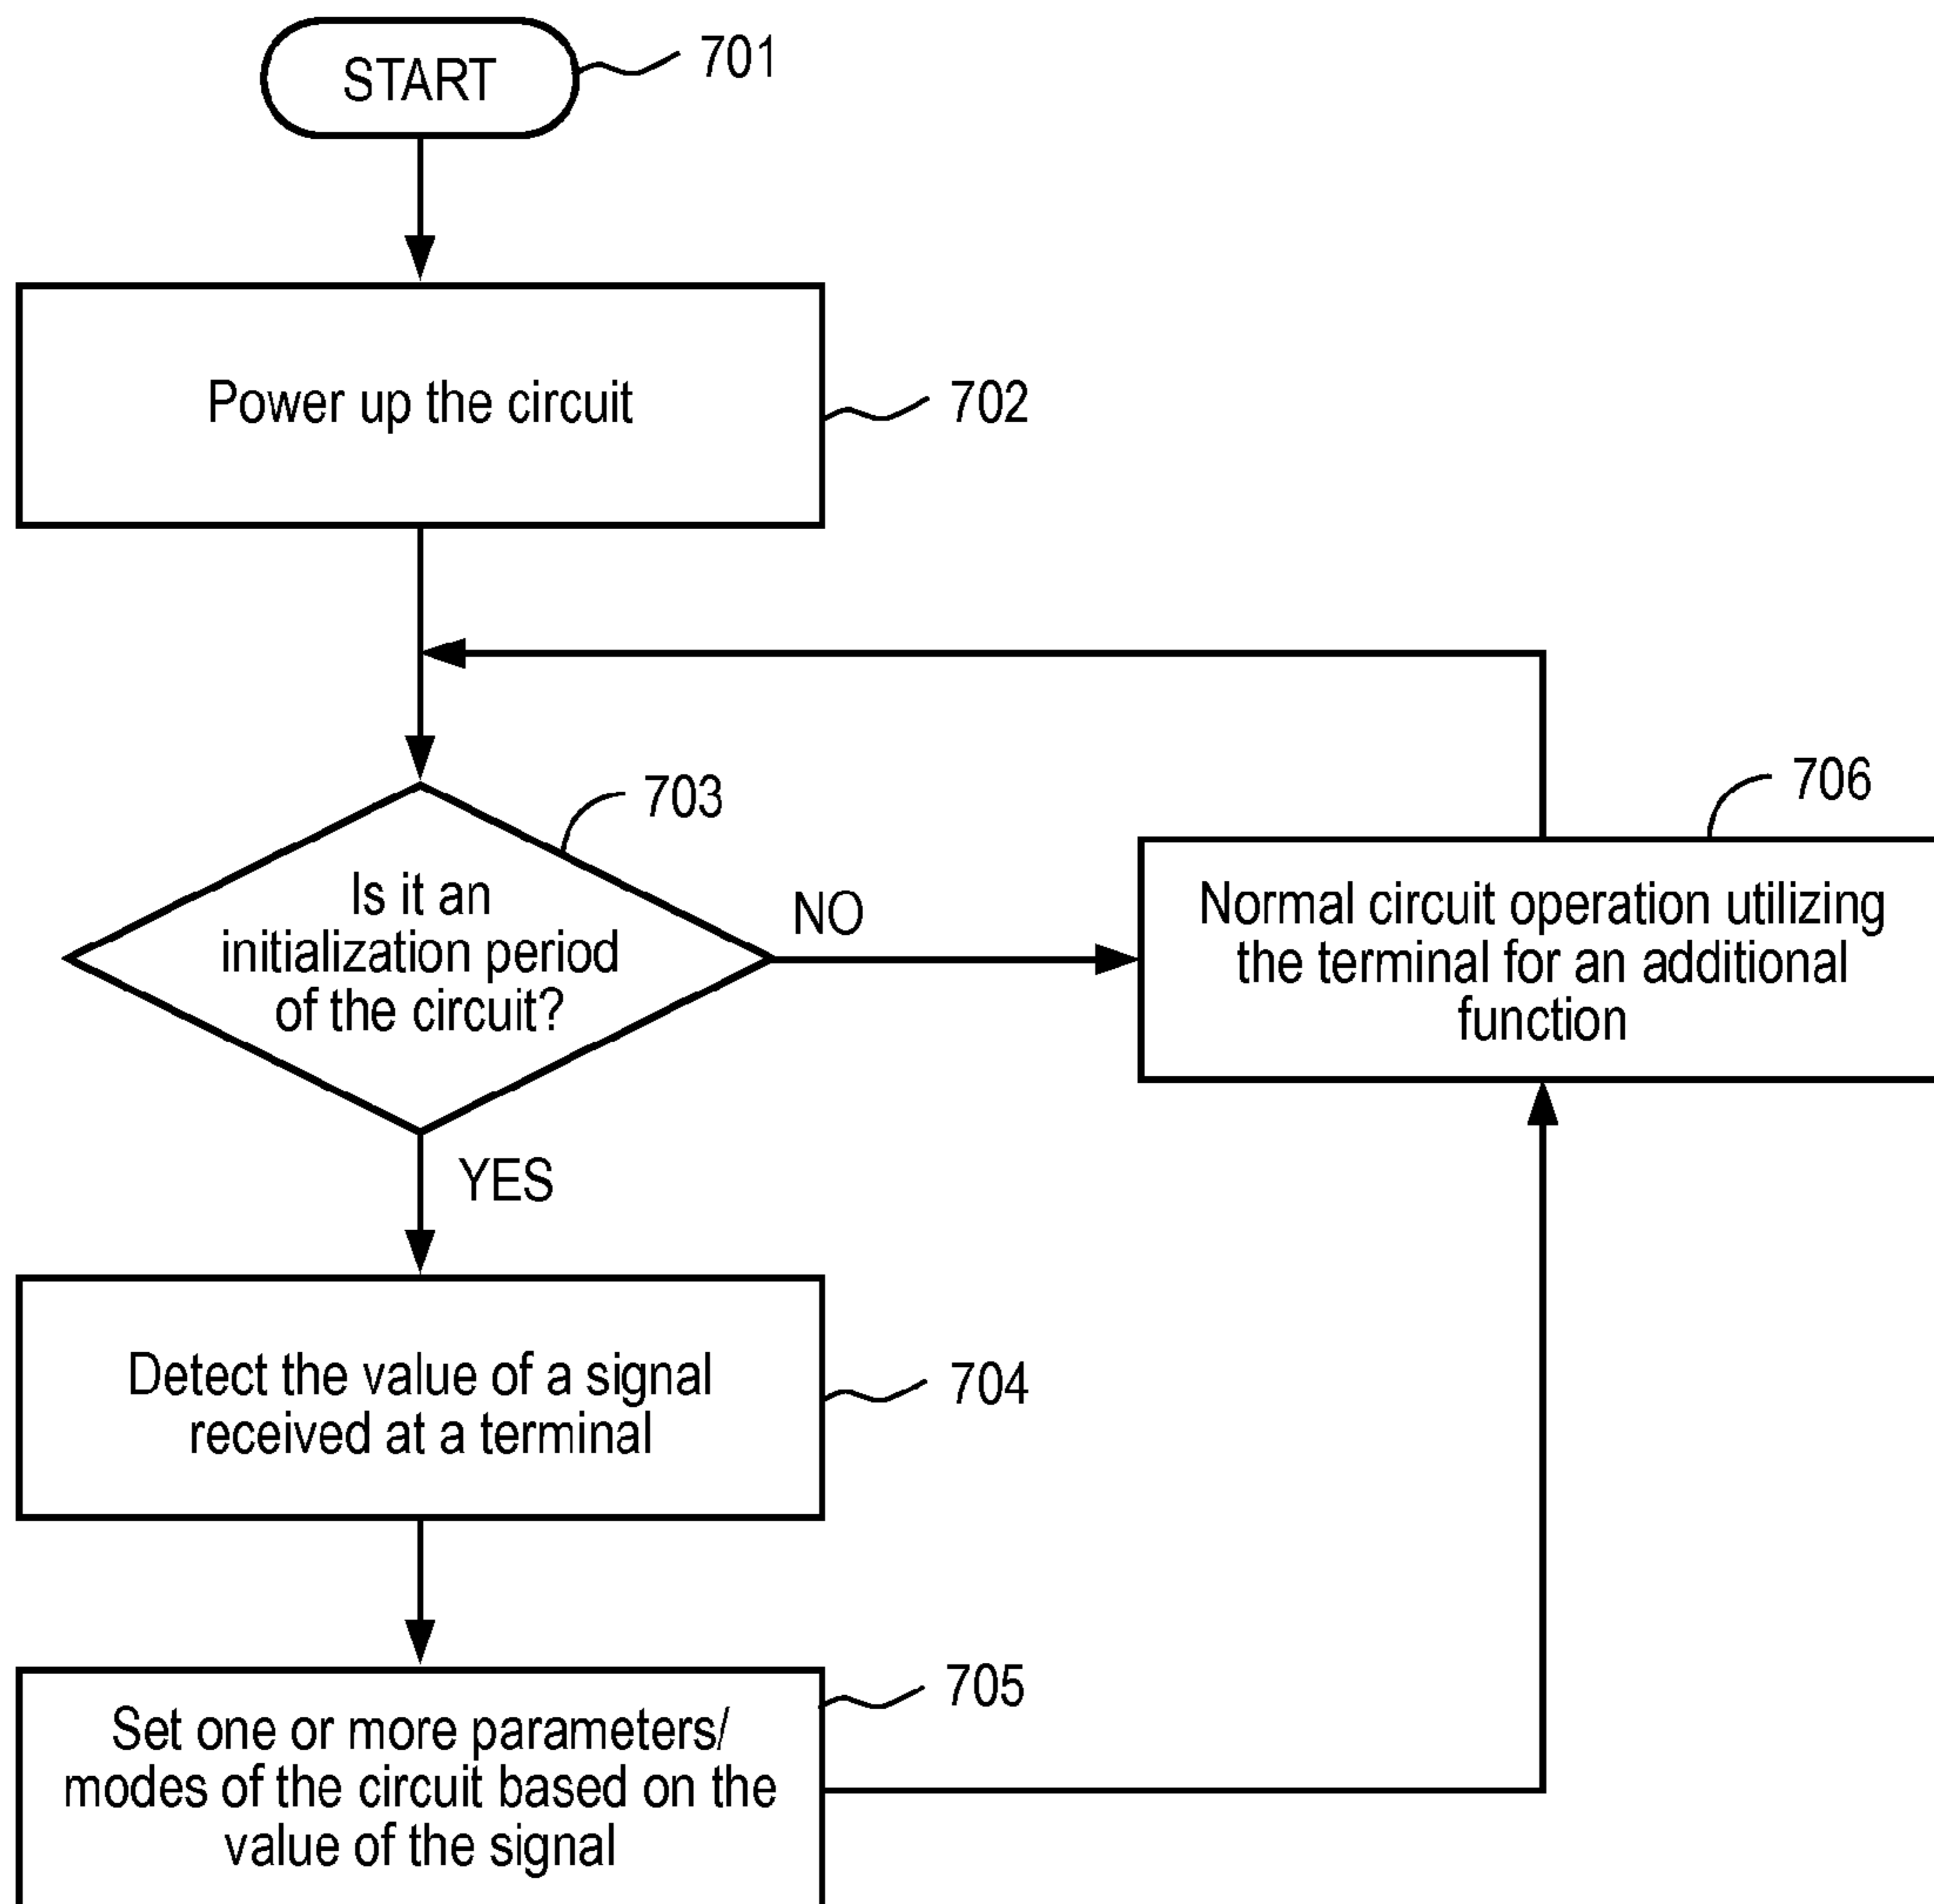 START
701
Power up the circuit
702
703
Is it an
initialization period
of the circuit?
NO
YES
706
Normal circuit operation utilizing
the terminal for an additional
function
Detect the value of a signal
received at a terminal
704
705
Set one or more parameters/
modes of the circuit based on the
value of the signal